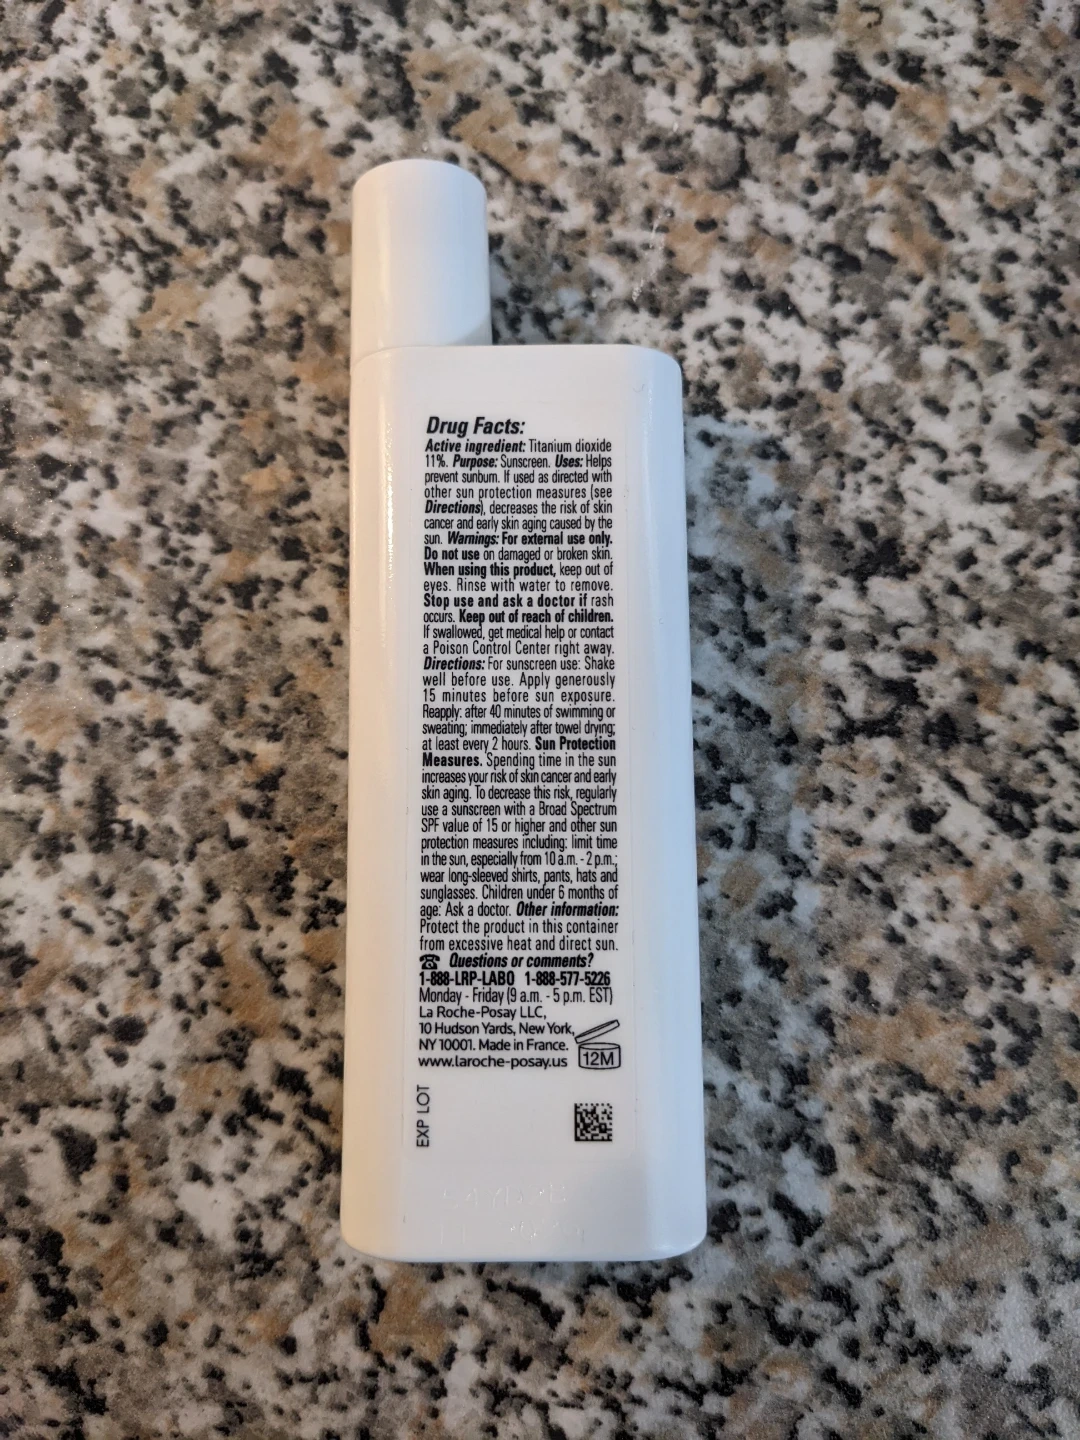 Drug Facts:
Active ingredient: Titanium dioxide
11%. Purpose: Sunscreen. Uses: Helps
prevent sunburn. If used as directed with
other sun protection measures (see
Directions), decreases the risk of skin
cancer and early skin aging caused by the
sun. Warnings: For external use only.
Do not use on damaged or broken skin.
When using this product, keep out of
eyes. Rinse with water to remove.
Stop use and ask a doctor if rash
occurs. Keep out of reach of children.
If swallowed, get medical help or contact
a Poison Control Center right away.
Directions: For sunscreen use: Shake
well before use. Apply generously
15 minutes before sun exposure.
Reapply: after 40 minutes of swimming or
sweating; immediately after towel drying;
at least every 2 hours. Sun Protection
Measures. Spending time in the sun
increases your risk of skin cancer and early
skin aging. To decrease this risk, regularly
use a sunscreen with a Broad Spectrum
SPF value of 15 or higher and other sun
protection measures including: limit time
in the sun, especially from 10 a.m. - 2 p.m.;
wear long-sleeved shirts, pants, hats and
sunglasses. Children under 6 months of
age: Ask a doctor. Other information:
Protect the product in this container
from excessive heat and direct sun.
☎ Questions or comments?
1-888-LRP-LABO 1-888-577-5226
Monday - Friday (9 a.m. - 5 p.m. EST)
La Roche-Posay LLC,
10 Hudson Yards, New York,
NY 10001. Made in France.
www.laroche-posay.us
12M
EXP LOT